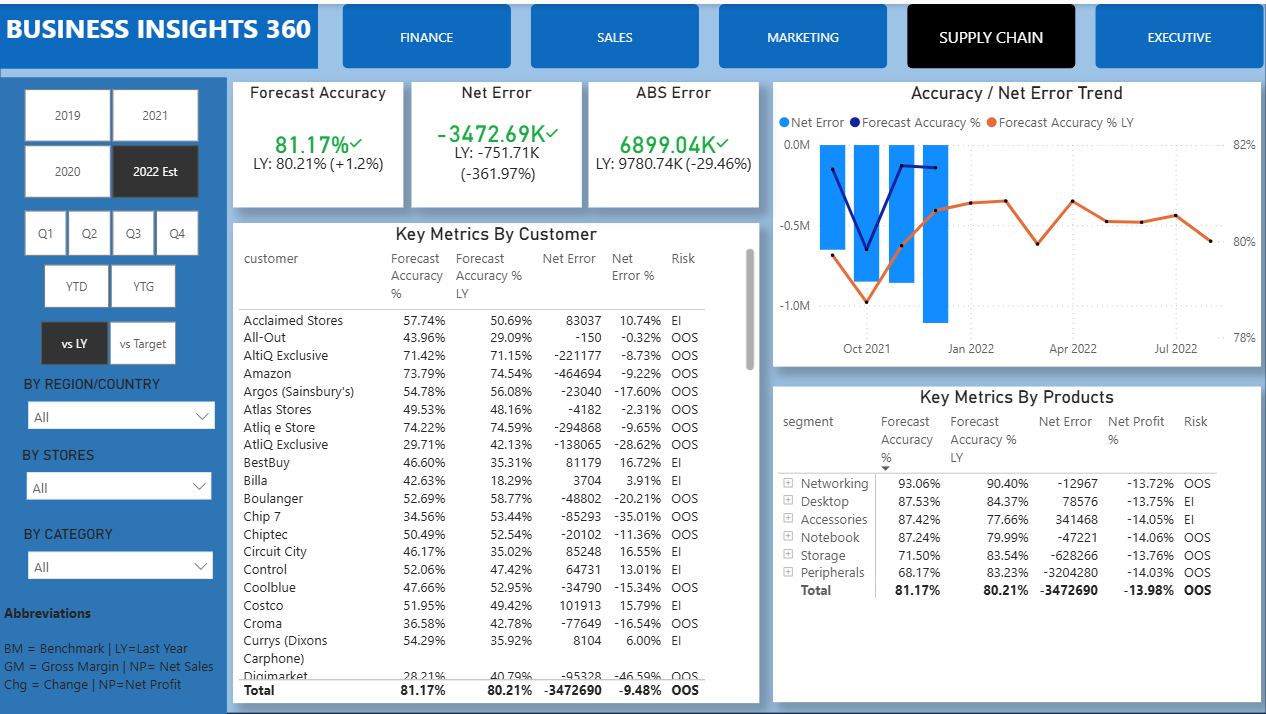 BUSINESS INSIGHTS 360
FINANCE
SALES
MARKETING
SUPPLY CHAIN
EXECUTIVE
2019
2021
2020
2022 Est
Q1
Q2
Q3
Q4
YTD
YTG
vs LY
vs Target
BY REGION/COUNTRY
All
BY STORES
All
BY CATEGORY
All
Abbreviations
BM = Benchmark | LY=Last Year
GM = Gross Margin | NP= Net Sales
Chg = Change | NP=Net Profit
Forecast Accuracy
81.17%
LY: 80.21% (+1.2%)
Net Error
-3472.69K
LY: -751.71K
(-361.97%)
ABS Error
6899.04K
LY: 9780.74K (-29.46%)
Key Metrics By Customer
customer Forecast Accuracy % Forecast Accuracy % LY Net Error Net Error % Risk
Acclaimed Stores 57.74% 50.69% 83037 10.74% EI
All-Out 43.96% 29.09% -150 -0.32% OOS
AltiQ Exclusive 71.42% 71.15% -221177 -8.73% OOS
Amazon 73.79% 74.54% -464694 -9.22% OOS
Argos (Sainsbury's) 54.78% 56.08% -23040 -17.60% OOS
Atlas Stores 49.53% 48.16% -4182 -2.31% OOS
Atliq e Store 74.22% 74.59% -294868 -9.65% OOS
AtliQ Exclusive 29.71% 42.13% -138065 -28.62% OOS
BestBuy 46.60% 35.31% 81179 16.72% EI
Billa 42.63% 18.29% 3704 3.91% EI
Boulanger 52.69% 58.77% -48802 -20.21% OOS
Chip 7 34.56% 53.44% -85293 -35.01% OOS
Chiptec 50.49% 52.54% -20102 -11.36% OOS
Circuit City 46.17% 35.02% 85248 16.55% EI
Control 52.06% 47.42% 64731 13.01% EI
Coolblue 47.66% 52.95% -34790 -15.34% OOS
Costco 51.95% 49.42% 101913 15.79% EI
Croma 36.58% 42.78% -77649 -16.54% OOS
Currys (Dixons Carphone) 54.29% 35.92% 8104 6.00% EI
Digimarket 28.21% 40.79% -95328 -46.59% OOS
Total 81.17% 80.21% -3472690 -9.48% OOS
Accuracy / Net Error Trend
Net Error Forecast Accuracy % Forecast Accuracy % LY
0.0M
-0.5M
-1.0M
82%
80%
78%
Oct 2021
Jan 2022
Apr 2022
Jul 2022
Key Metrics By Products
segment Forecast Accuracy % Forecast Accuracy % LY Net Error Net Profit % Risk
Networking 93.06% 90.40% -12967 -13.72% OOS
Desktop 87.53% 84.37% 78576 -13.75% EI
Accessories 87.42% 77.66% 341468 -14.05% EI
Notebook 87.24% 79.99% -47221 -14.06% OOS
Storage 71.50% 83.54% -628266 -13.76% OOS
Peripherals 68.17% 83.23% -3204280 -14.03% OOS
Total 81.17% 80.21% -3472690 -13.98% OOS